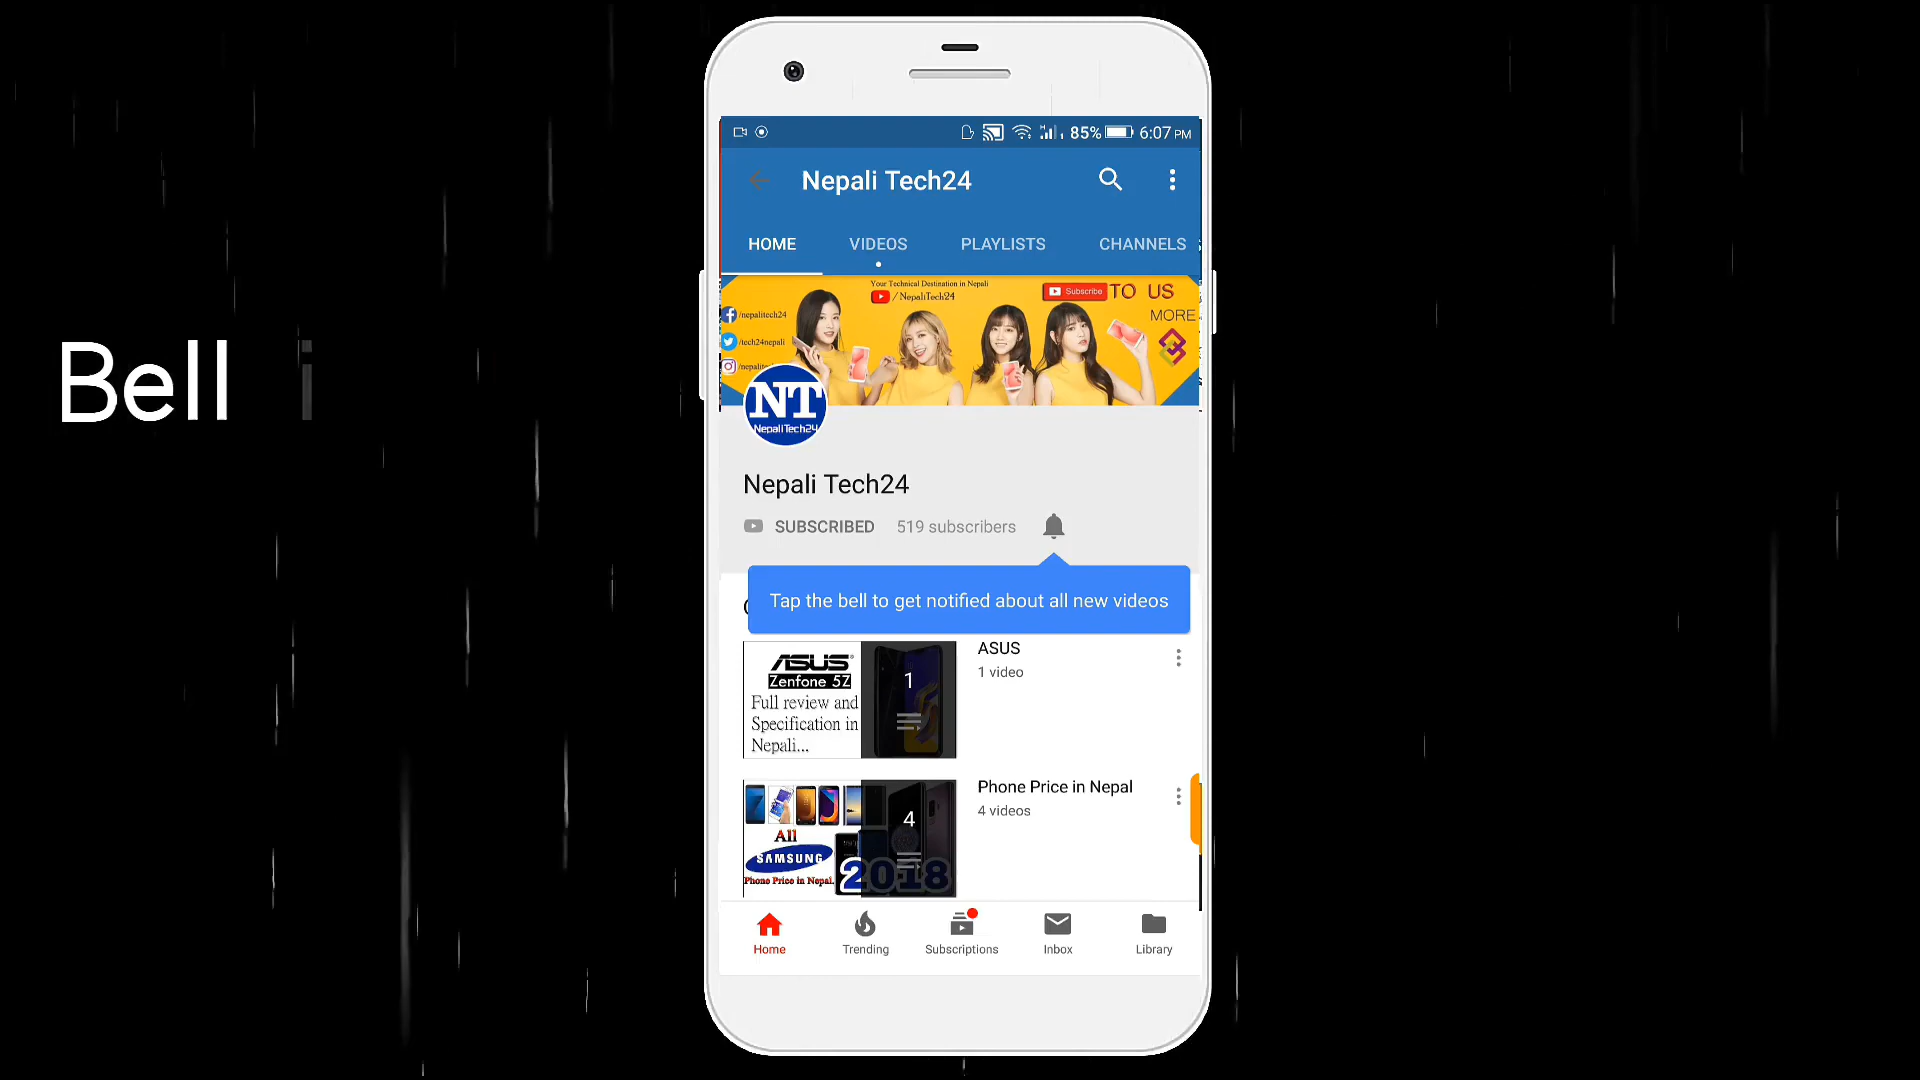 85% 6:07 PM
Nepali Tech24
HOME VIDEOS PLAYLISTS CHANNELS
Your Technical Destination in Nepali
/NepaliTech24
Subscribe TO US
MORE
/nepalitech24
/tech24nepali
NT
NepaliTech24
Bell i
Nepali Tech24
SUBSCRIBED 519 subscribers
Tap the bell to get notified about all new videos
ASUS
Zenfone 5Z
Full review and
Specification in
Nepali...
1
ASUS
1 video
All
SAMSUNG
Phone Price in Nepal.
2018
4
Phone Price in Nepal
4 videos
Home Trending Subscriptions Inbox Library